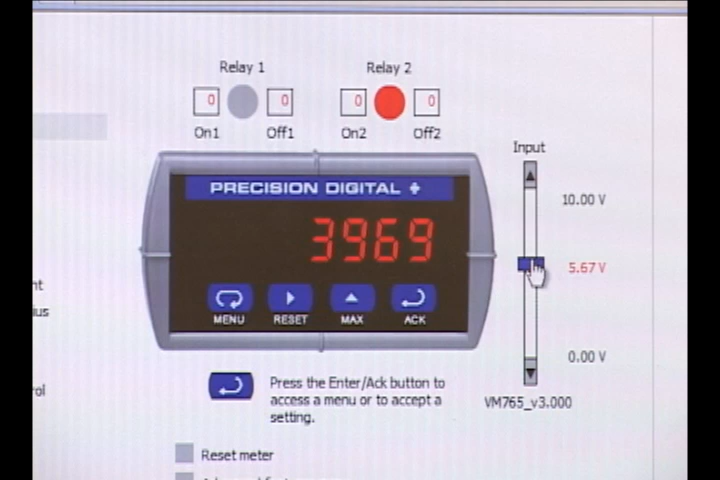 Relay 1
Relay 2
0
0
0
0
On1
Off1
On2
Off2
Input
PRECISION DIGITAL
10.00 V
3969
5.67 V
MENU
RESET
MAX
ACK
0.00 V
Press the Enter/Ack button to
access a menu or to accept a
setting.
VM765_v3.000
Reset meter